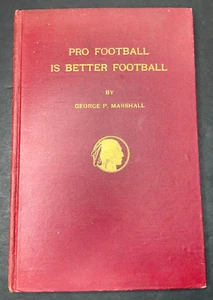 PRO FOOTBALL
IS BETTER FOOTBALL
BY
GEORGE P. MARSHALL